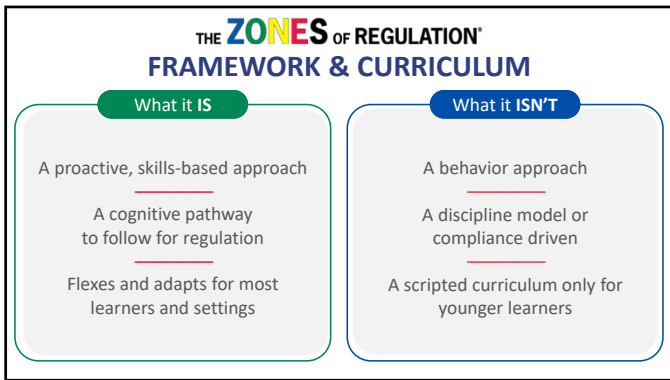 THE ZONES OF REGULATION®
FRAMEWORK & CURRICULUM
What it IS
A proactive, skills-based approach
A cognitive pathway
to follow for regulation
Flexes and adapts for most
learners and settings
What it ISN'T
A behavior approach
A discipline model or
compliance driven
A scripted curriculum only for
younger learners